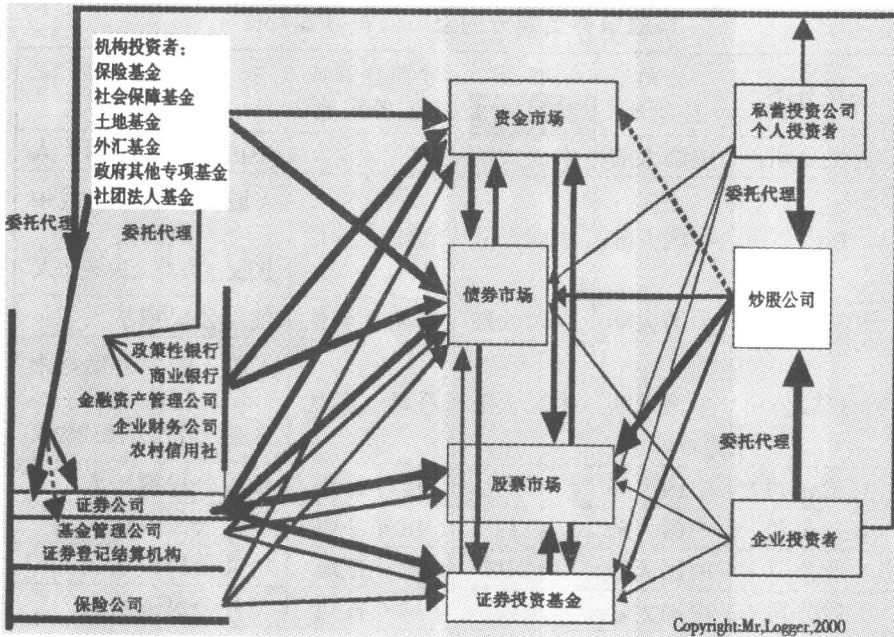 机构投资者：
保险基金
社会保障基金
土地基金
外汇基金
政府其他专项基金
社团法人基金
委托代理
委托代理
政策性银行
商业银行
金融资产管理公司
企业财务公司
农村信用社
证券公司
基金管理公司
证券登记结算机构
保险公司
资金市场
债券市场
股票市场
证券投资基金
私营投资公司
个人投资者
委托代理
炒股公司
委托代理
企业投资者
Copyright:Mr,Logger,2000